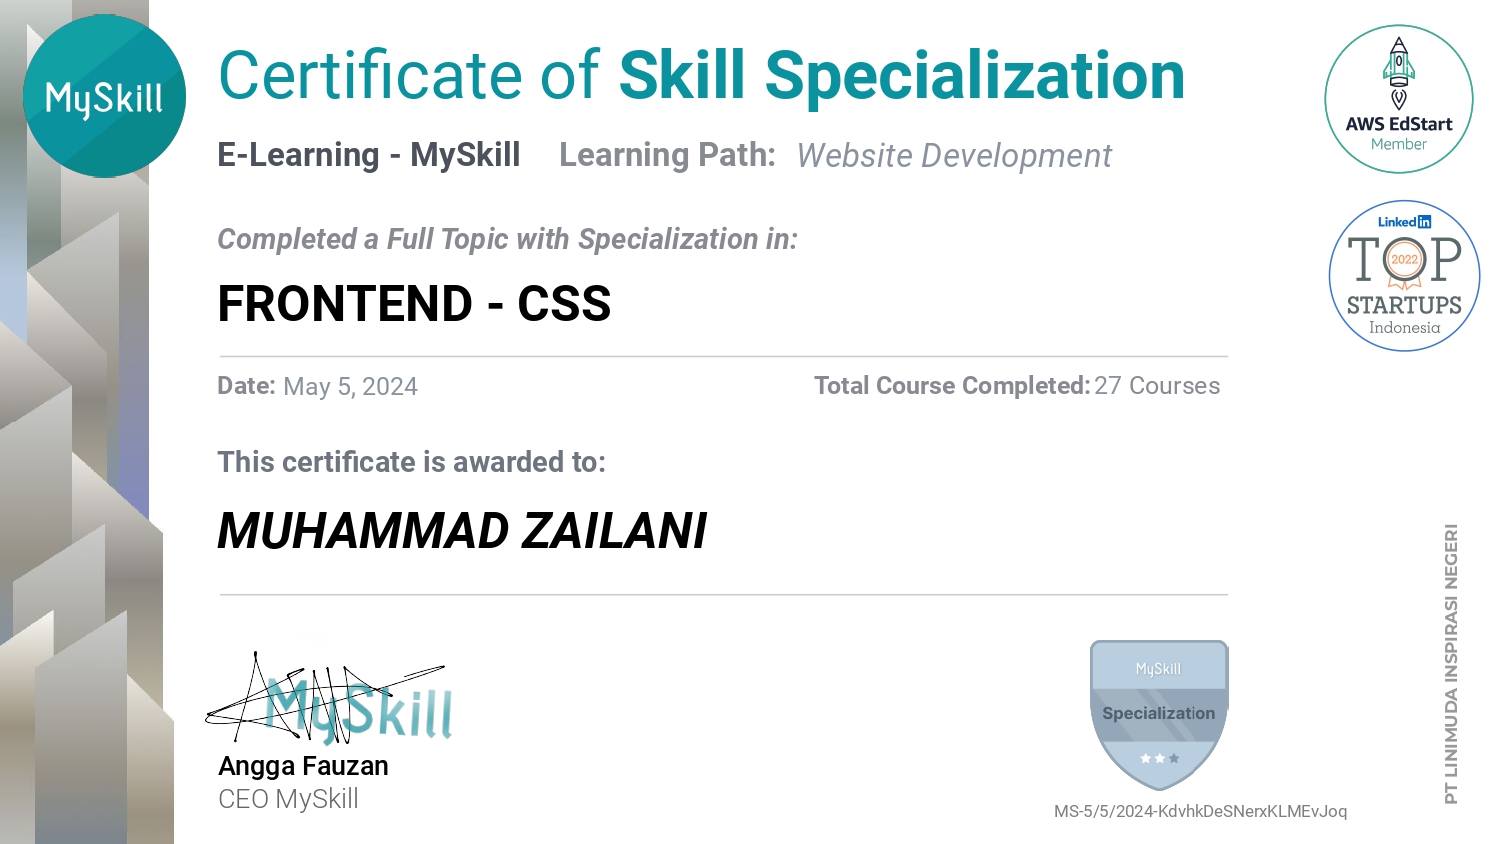 MySkill
Certificate of Skill Specialization
E-Learning - MySkill Learning Path: Website Development
Completed a Full Topic with Specialization in:
FRONTEND - CSS
Date: May 5, 2024
Total Course Completed: 27 Courses
This certificate is awarded to:
MUHAMMAD ZAILANI
MySkill
Angga Fauzan
CEO MySkill
AWS EdStart
Member
Linked in
TOP
2022
STARTUPS
Indonesia
MySkill
Specialization
MS-5/5/2024-KdvhkDeSNerxKLMEvJoq
PT LINIMUDA INSPIRASI NEGERI